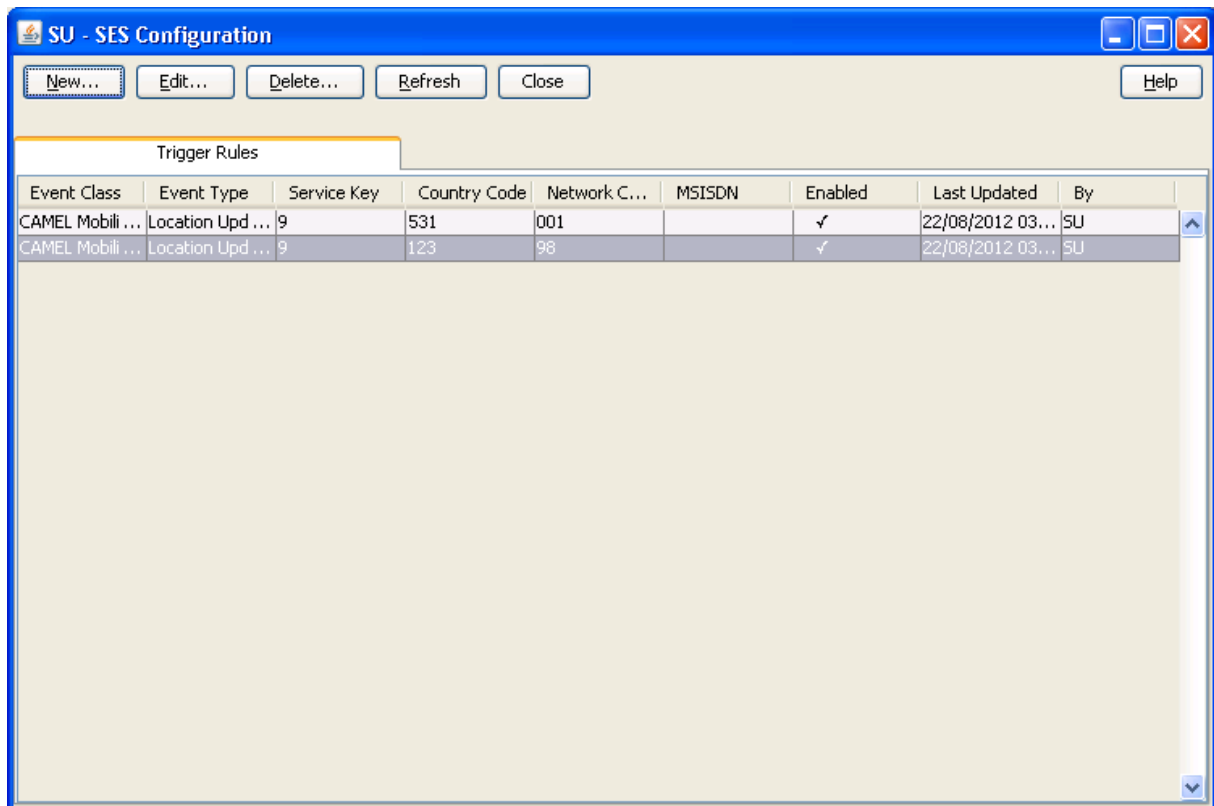 SU - SES Configuration
New... Edit... Delete... Refresh Close Help
Trigger Rules
Event Class Event Type Service Key Country Code Network C... MSISDN Enabled Last Updated By
CAMEL Mobili ... Location Upd ... 9 531 001 ✓ 22/08/2012 03... SU
CAMEL Mobili ... Location Upd ... 9 123 98 ✓ 22/08/2012 03... SU